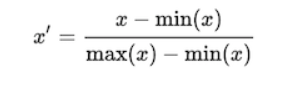 x′ = (x − min(x)) / (max(x) − min(x))